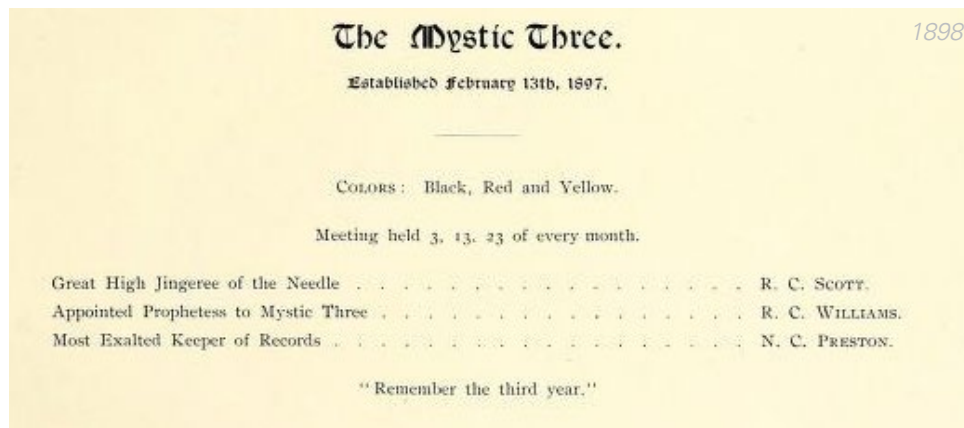 1898
The Mystic Three.
Established February 13th, 1897.
COLORS: Black, Red and Yellow.
Meeting held 3, 13, 23 of every month.
Great High Jingeree of the Needle . . . . . . . . . . . . . . . . . R. C. SCOTT.
Appointed Prophetess to Mystic Three . . . . . . . . . . . . . . . . R. C. WILLIAMS.
Most Exalted Keeper of Records . . . . . . . . . . . . . . . . . . N. C. PRESTON.
"Remember the third year."